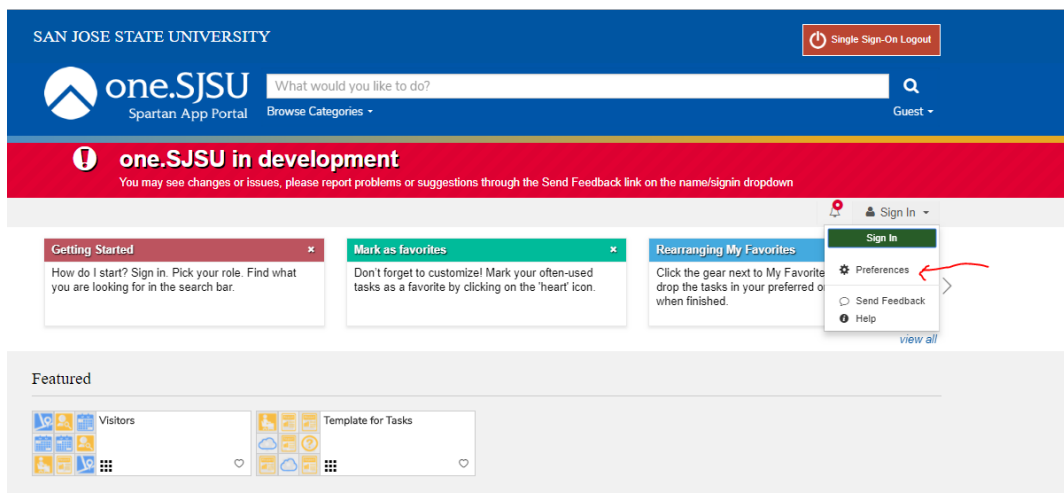 SAN JOSE STATE UNIVERSITY
Single Sign-On Logout
one.SJSU
Spartan App Portal
What would you like to do?
Browse Categories
Guest
one.SJSU in development
You may see changes or issues, please report problems or suggestions through the Send Feedback link on the name/signin dropdown
Sign In
Sign In
Preferences
Send Feedback
Help
Getting Started
How do I start? Sign in. Pick your role. Find what
you are looking for in the search bar.
Mark as favorites
Don't forget to customize! Mark your often-used
tasks as a favorite by clicking on the 'heart' icon.
Rearranging My Favorites
Click the gear next to My Favorite
drop the tasks in your preferred o
when finished.
view all
Featured
Visitors
Template for Tasks